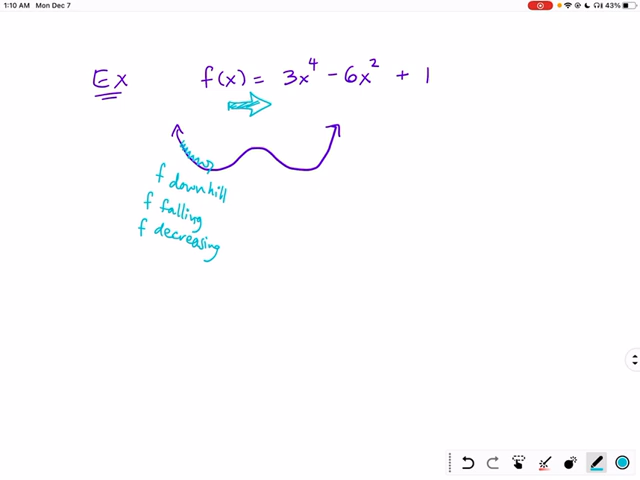 1:10 AM Mon Dec 7
43%
Ex f(x) = 3x⁴ - 6x² + 1
f downhill
f falling
f decreasing